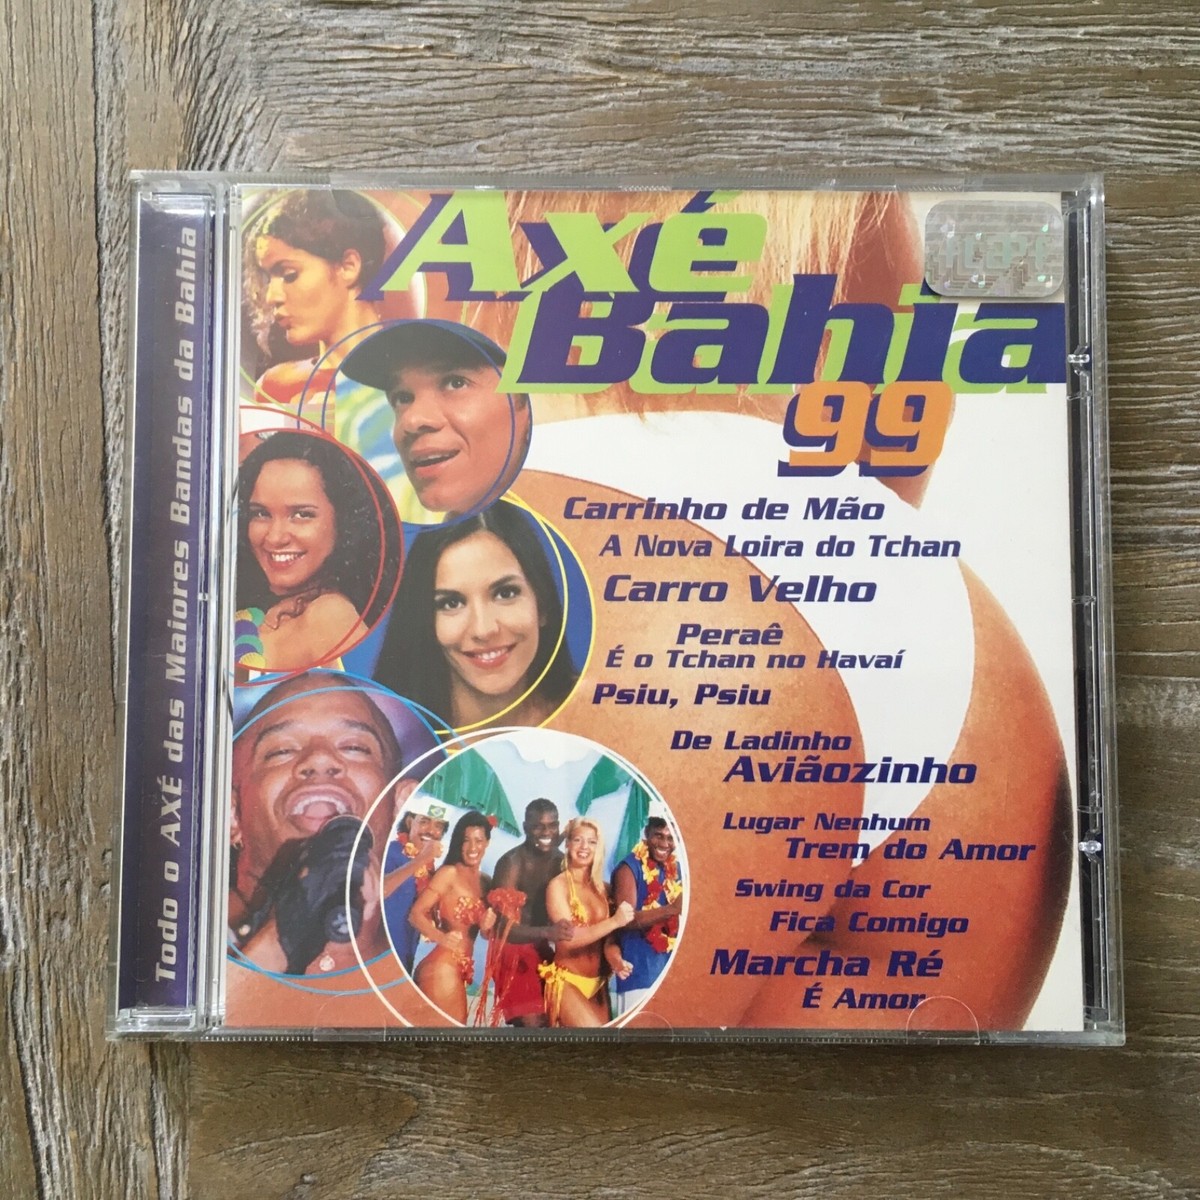 Todo o AXÉ das Maiores Bandas da Bahia
Axé
Bahia
99
Carrinho de Mão
A Nova Loira do Tchan
Carro Velho
Peraê
É o Tchan no Havaí
Psiu, Psiu
De Ladinho
Aviãozinho
Lugar Nenhum
Trem do Amor
Swing da Cor
Fica Comigo
Marcha Ré
É Amor